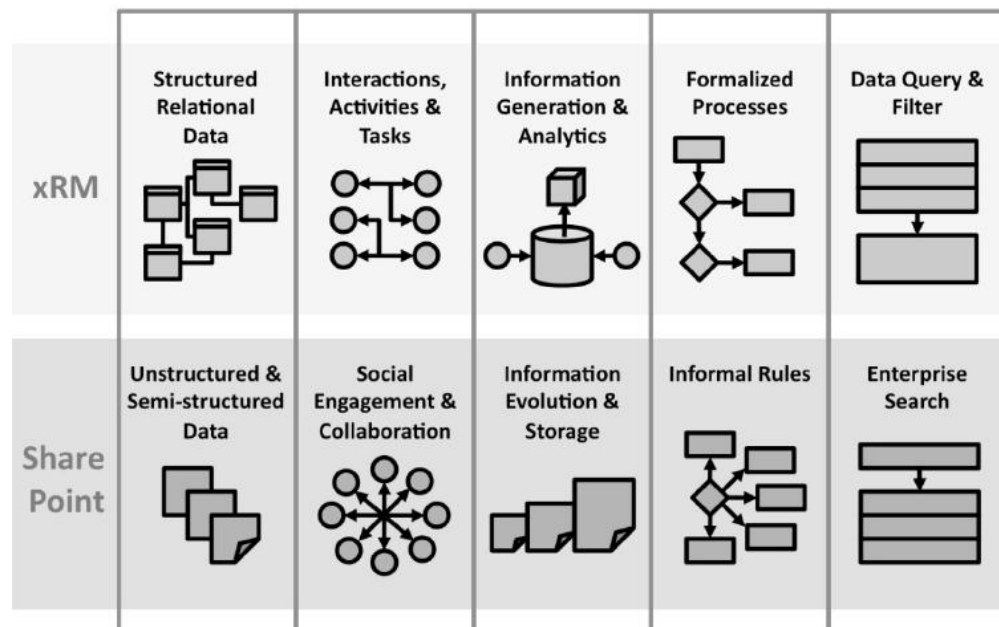 xRM
Structured
Relational
Data
Interactions,
Activities &
Tasks
Information
Generation &
Analytics
Formalized
Processes
Data Query &
Filter
Share
Point
Unstructured &
Semi-structured
Data
Social
Engagement &
Collaboration
Information
Evolution &
Storage
Informal Rules
Enterprise
Search